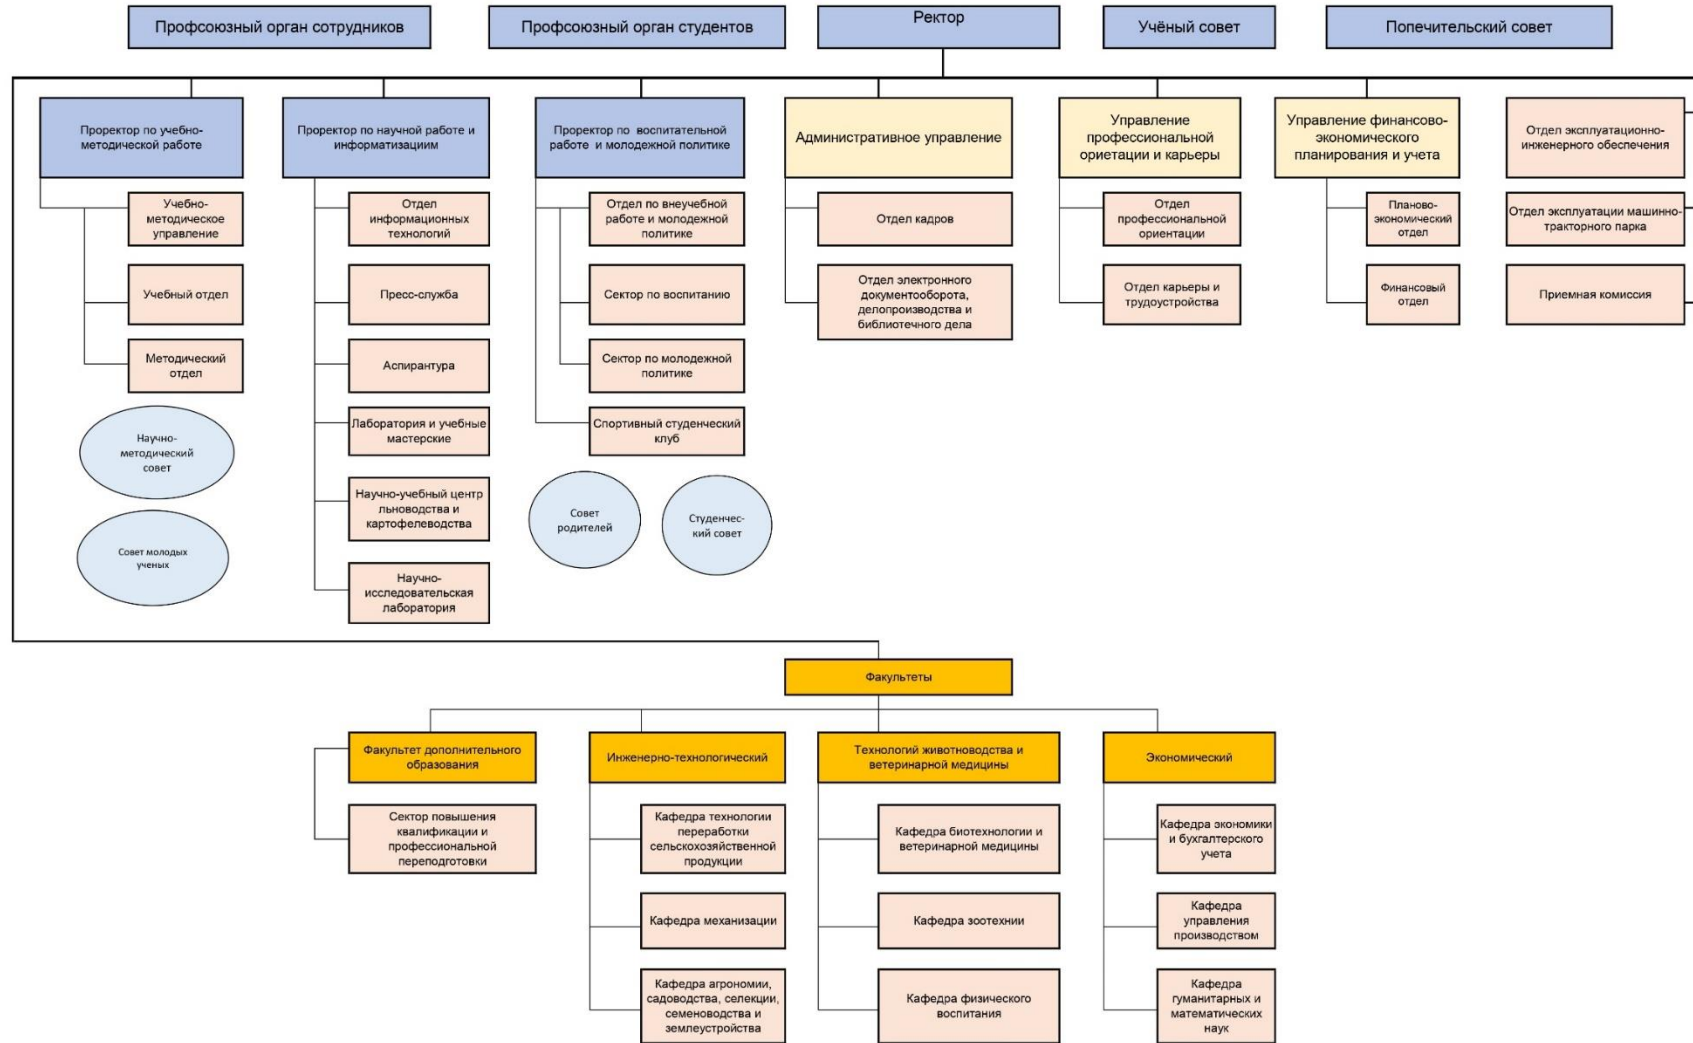 Профсоюзный орган сотрудников
Профсоюзный орган студентов
Ректор
Учёный совет
Попечительский совет
Проректор по учебно-
методической работе
Проректор по научной работе и
информатизациим
Проректор по воспитательной
работе и молодежной политике
Административное управление
Управление
профессиональной
ориетации и карьеры
Управление финансово-
экономического
планирования и учета
Отдел эксплуатационно-
инженерного обеспечения
Учебно-
методическое
управление
Отдел
информационных
технологий
Отдел по внеучебной
работе и молодежной
политике
Отдел кадров
Отдел
профессиональной
ориентации
Планово-
экономический
отдел
Отдел эксплуатации машинно-
тракторного парка
Учебный отдел
Пресс-служба
Сектор по воспитанию
Отдел электронного
документооборота,
делопроизводства и
библиотечного дела
Отдел карьеры и
трудоустройства
Финансовый
отдел
Приемная комиссия
Методический
отдел
Аспирантура
Сектор по молодежной
политике
Научно-
методический
совет
Лаборатория и учебные
мастерские
Спортивный студенческий
клуб
Совет молодых
ученых
Научно-учебный центр
льноводства и
картофелеводства
Совет
родителей
Студенчес-
кий совет
Научно-
исследовательская
лаборатория
Факультеты
Факультет дополнительного
образования
Инженерно-технологический
Технологий животноводства и
ветеринарной медицины
Экономический
Сектор повышения
квалификации и
профессиональной
переподготовки
Кафедра технологии
переработки
сельскохозяйственной
продукции
Кафедра биотехнологии и
ветеринарной медицины
Кафедра экономики
и бухгалтерского
учета
Кафедра механизации
Кафедра зоотехнии
Кафедра
управления
производством
Кафедра агрономии,
садоводства, селекции,
семеноводства и
землеустройства
Кафедра физического
воспитания
Кафедра
гуманитарных и
математических
наук